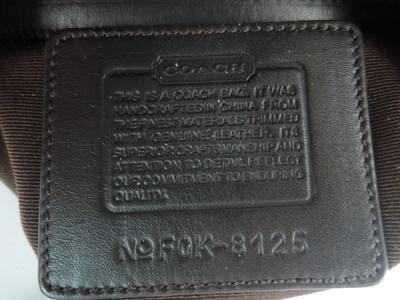 COACH
THIS IS A COACH BAG. IT WAS
HANDCRAFTED IN CHINA FROM
THE FINEST MATERIALS TRIMMED
WITH GENUINE LEATHER. ITS
SUPERIOR CRAFTSMANSHIP AND
ATTENTION TO DETAIL REFLECT
OUR COMMITMENT TO ENDURING
QUALITY.
No FOK-8125